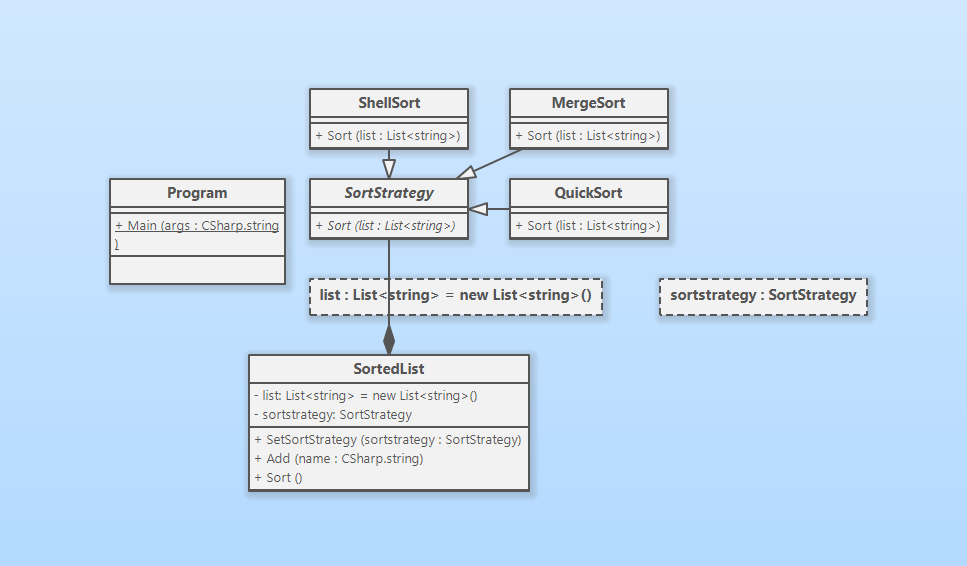 ShellSort
+ Sort (list : List<string>)
MergeSort
+ Sort (list : List<string>)
Program
+ Main (args : CSharp.string
)
SortStrategy
+ Sort (list : List<string>)
QuickSort
+ Sort (list : List<string>)
list : List<string> = new List<string>()
sortstrategy : SortStrategy
SortedList
- list: List<string> = new List<string>()
- sortstrategy: SortStrategy
+ SetSortStrategy (sortstrategy : SortStrategy)
+ Add (name : CSharp.string)
+ Sort ()